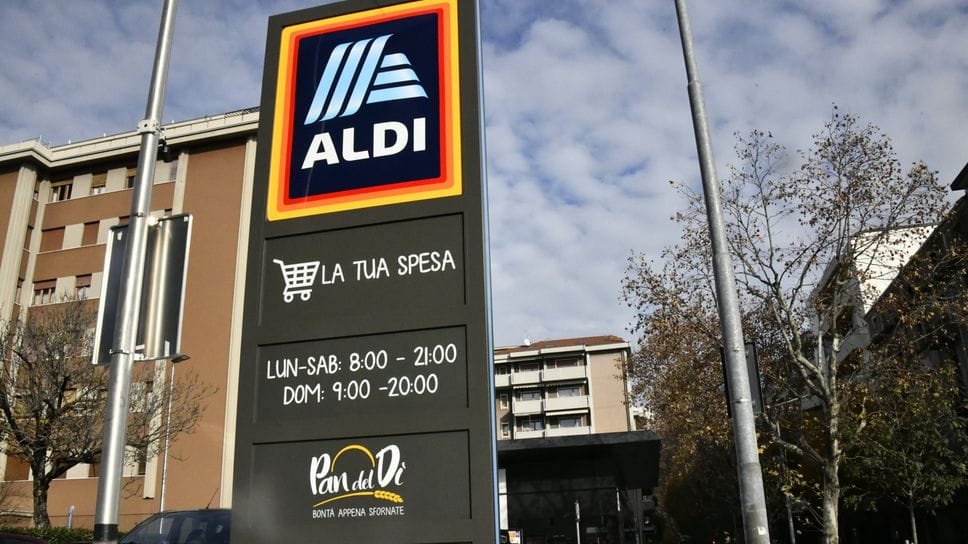 ALDI
LA TUA SPESA
LUN-SAB: 8:00 - 21:00
DOM: 9:00 -20:00
Pan del Dì
BONTÀ APPENA SFORNATE